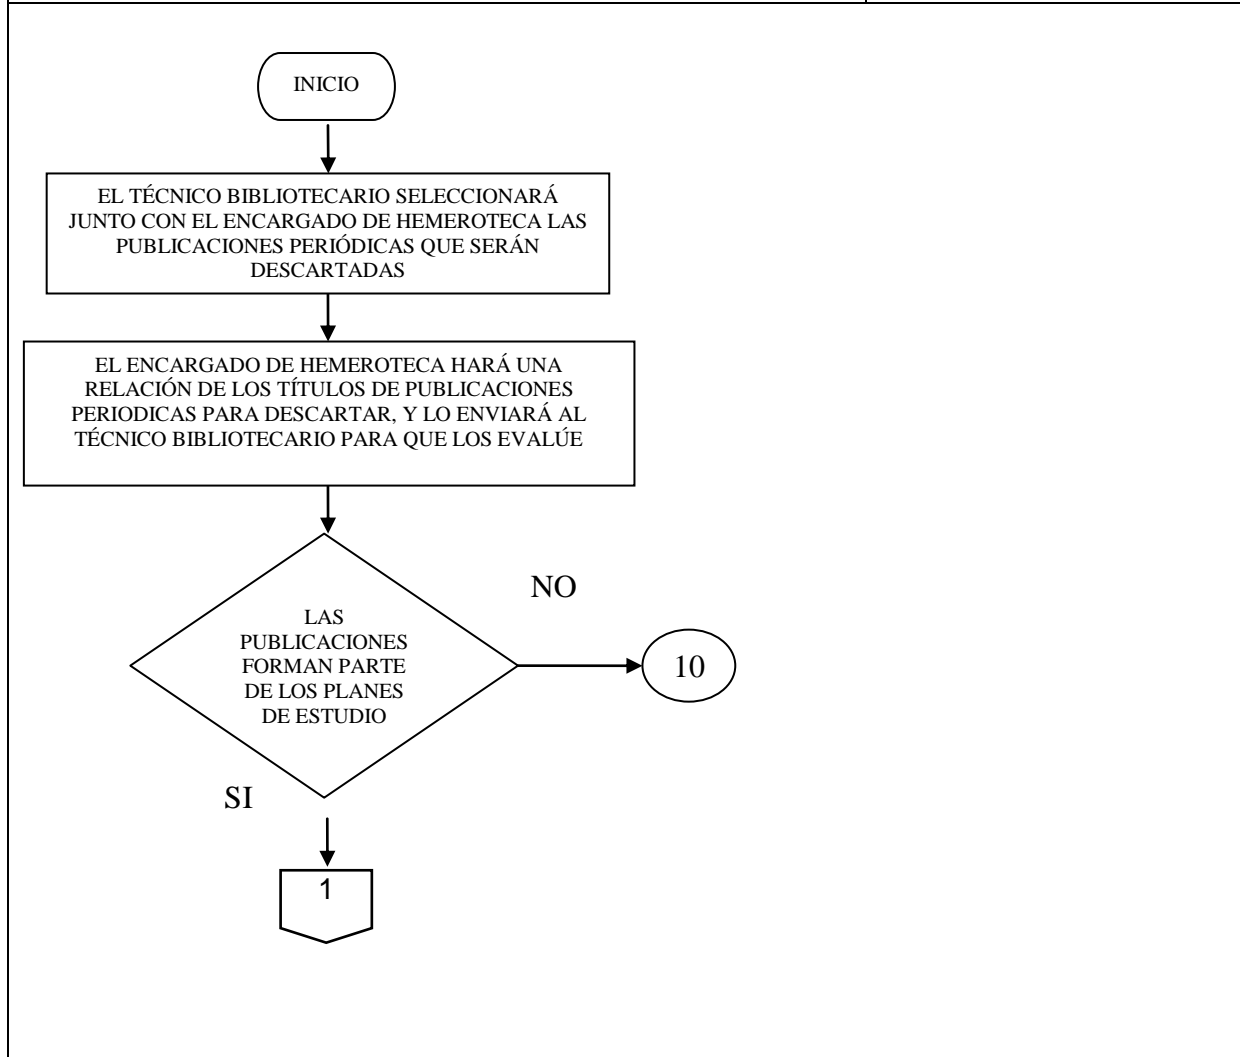 INICIO
EL TÉCNICO BIBLIOTECARIO SELECCIONARÁ
JUNTO CON EL ENCARGADO DE HEMEROTECA LAS
PUBLICACIONES PERIÓDICAS QUE SERÁN
DESCARTADAS
EL ENCARGADO DE HEMEROTECA HARÁ UNA
RELACIÓN DE LOS TÍTULOS DE PUBLICACIONES
PERIODICAS PARA DESCARTAR, Y LO ENVIARÁ AL
TÉCNICO BIBLIOTECARIO PARA QUE LOS EVALÚE
NO
LAS
PUBLICACIONES
FORMAN PARTE
DE LOS PLANES
DE ESTUDIO
10
SI
1